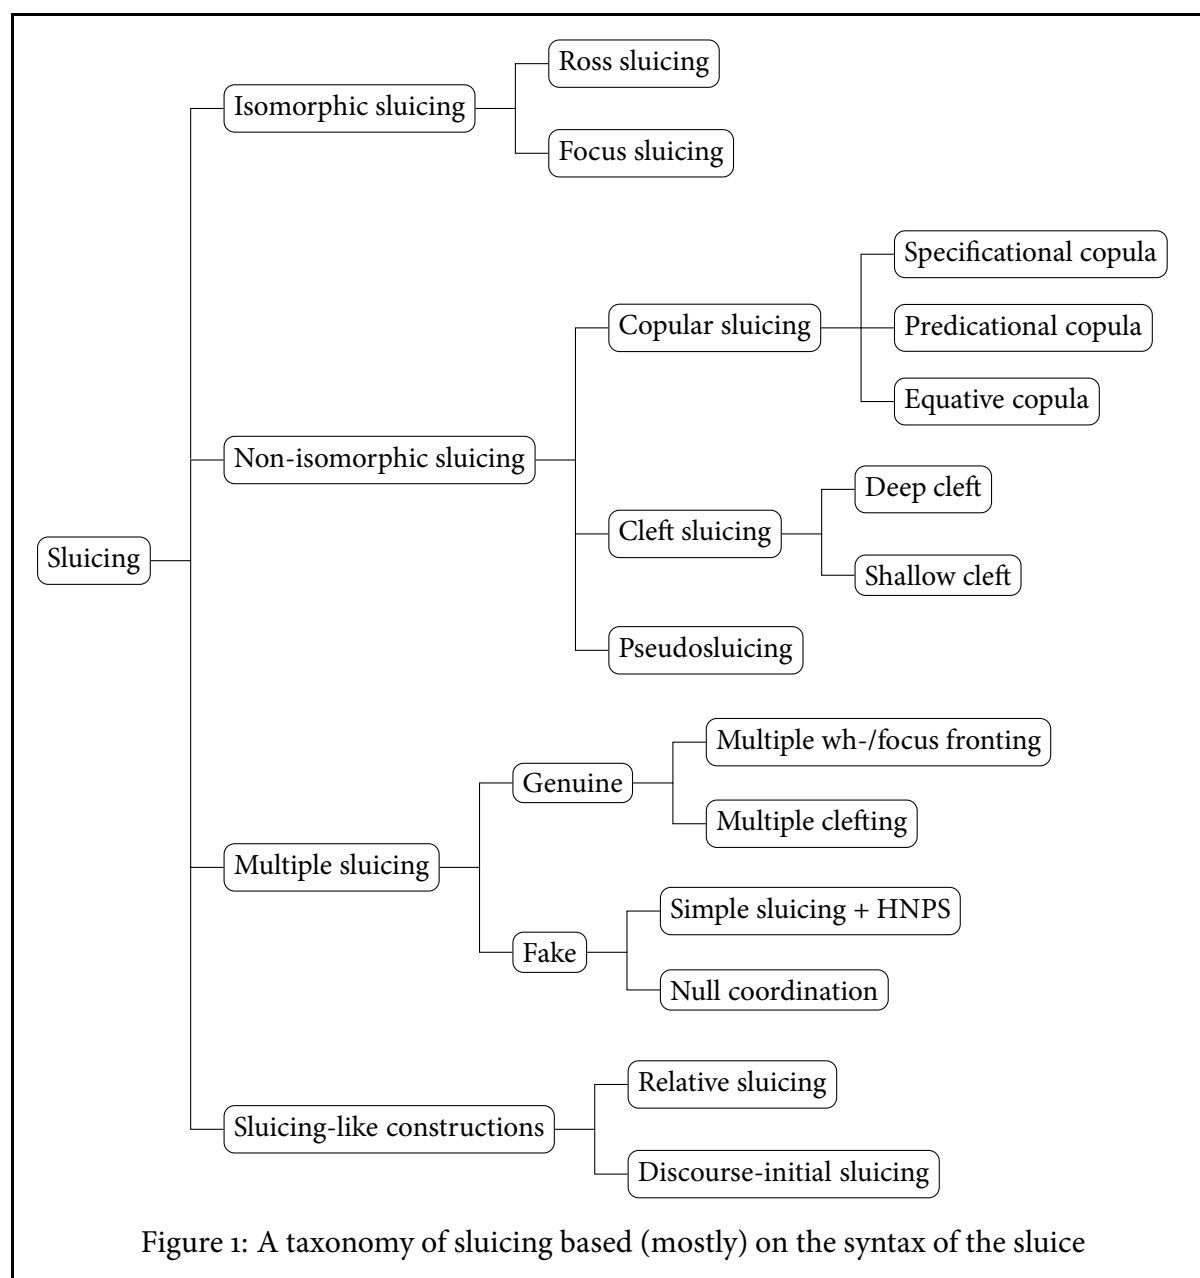 Ross sluicing
Isomorphic sluicing
Focus sluicing
Specificational copula
Copular sluicing
Predicational copula
Equative copula
Non-isomorphic sluicing
Deep cleft
Cleft sluicing
Sluicing
Shallow cleft
Pseudosluicing
Multiple wh-/focus fronting
Genuine
Multiple clefting
Multiple sluicing
Simple sluicing + HNPS
Fake
Null coordination
Relative sluicing
Sluicing-like constructions
Discourse-initial sluicing
Figure 1: A taxonomy of sluicing based (mostly) on the syntax of the sluice